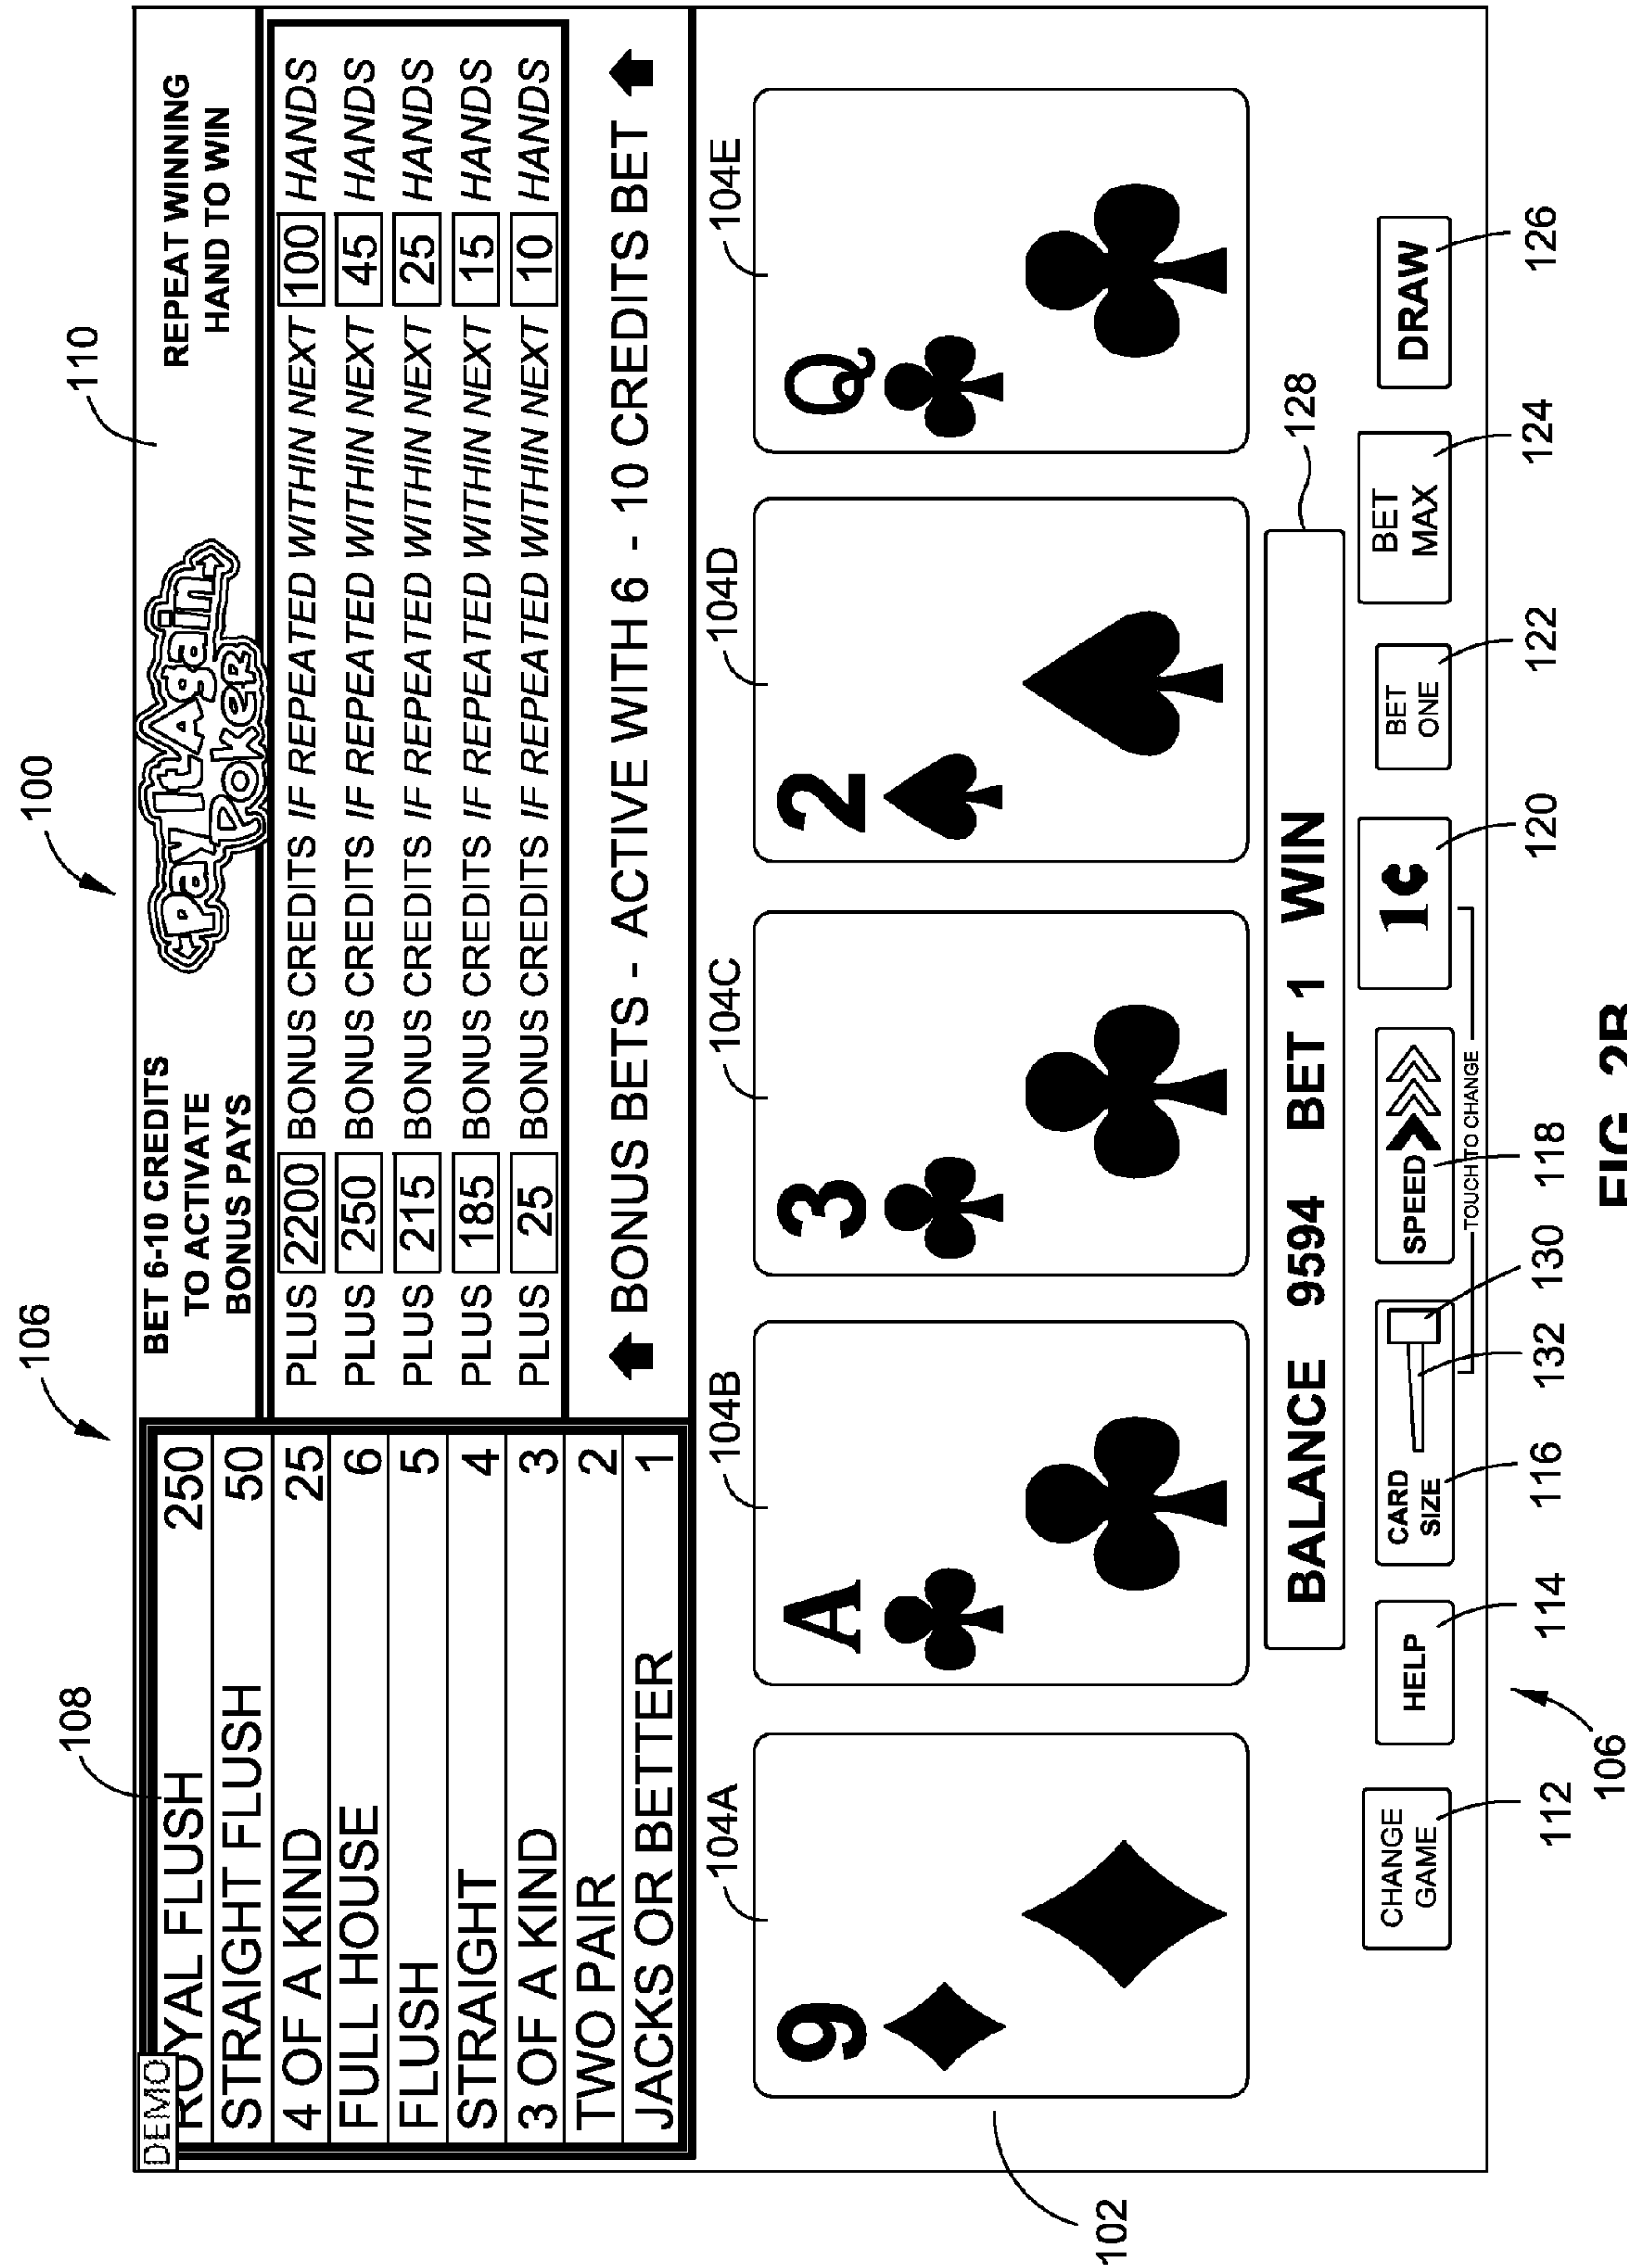 100
106
110
108
DEMO
ROYAL FLUSH 250
STRAIGHT FLUSH 50
4 OF A KIND 25
FULL HOUSE 6
FLUSH 5
STRAIGHT 4
3 OF A KIND 3
TWO PAIR 2
JACKS OR BETTER 1
BET 6-10 CREDITS
TO ACTIVATE
BONUS PAYS
Pay It Again
Poker
REPEAT WINNING
HAND TO WIN
PLUS 2200 BONUS CREDITS IF REPEATED WITHIN NEXT 100 HANDS
PLUS 250 BONUS CREDITS IF REPEATED WITHIN NEXT 45 HANDS
PLUS 215 BONUS CREDITS IF REPEATED WITHIN NEXT 25 HANDS
PLUS 185 BONUS CREDITS IF REPEATED WITHIN NEXT 15 HANDS
PLUS 25 BONUS CREDITS IF REPEATED WITHIN NEXT 10 HANDS
BONUS BETS - ACTIVE WITH 6 - 10 CREDITS BET
104A 104B 104C 104D 104E
9 A 3 2 Q
102
BALANCE 9594 BET 1 WIN
128
CHANGE
GAME
HELP
CARD
SIZE
SPEED
1¢
BET
ONE
BET
MAX
DRAW
TOUCH TO CHANGE
112 114 116 132 130 118 120 122 124 126
106
FIG. 2B